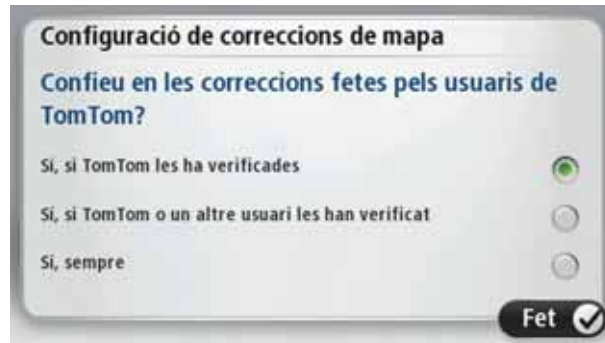 Configuració de correccions de mapa
Confieu en les correccions fetes pels usuaris de
TomTom?
Sí, si TomTom les ha verificades
Sí, si TomTom o un altre usuari les han verificat
Sí, sempre
Fet